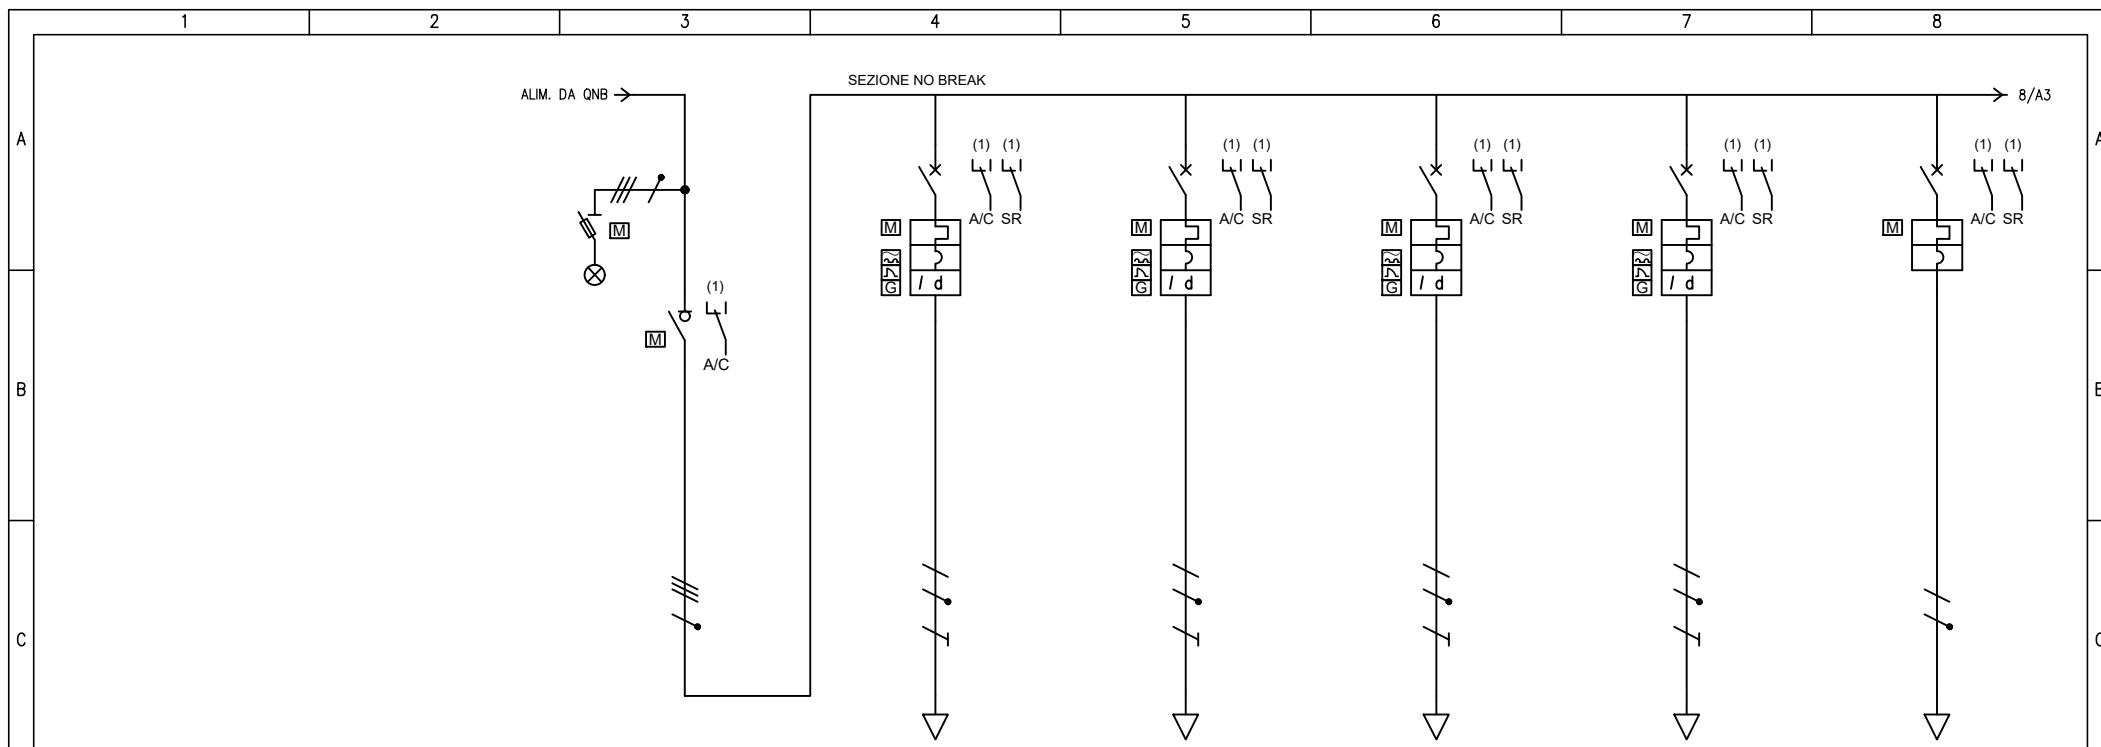 1 2 3 4 5 6 7 8
SEZIONE NO BREAK
ALIM. DA QNB 8/A3
A A
(1) (1) (1) (1) (1) (1) (1) (1) (1) (1)
A/C SR A/C SR A/C SR A/C SR A/C SR
M M M M M M
I d I d I d I d
G G G G
(1)
M
A/C
B B
C C